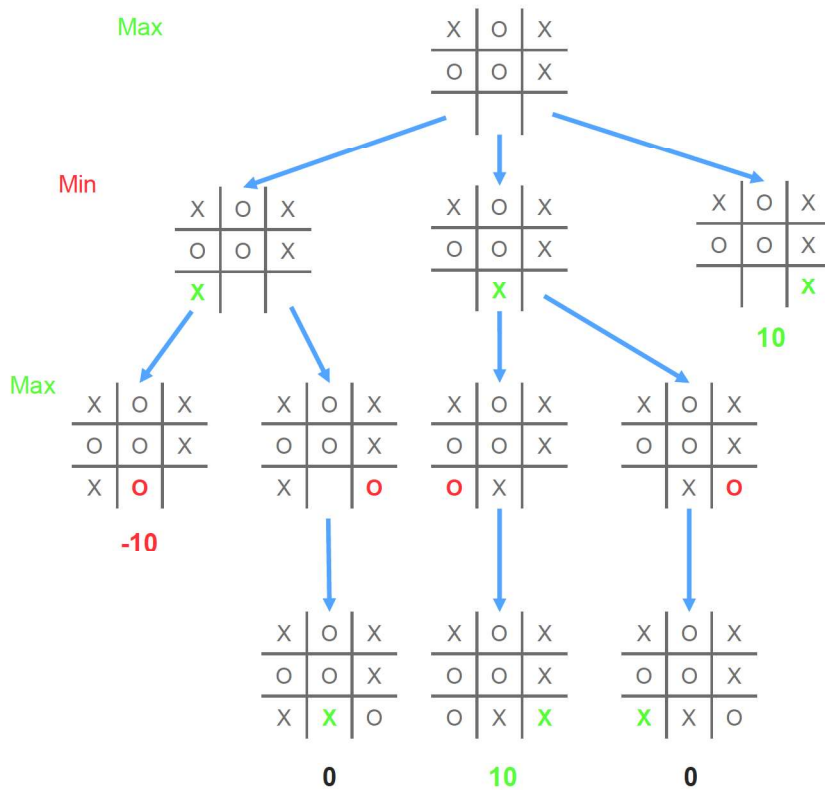 Max
X O X
O O X
Min
X O X
O O X
X
X O X
O O X
X
X O X
O O X
X
10
Max
X O X
O O X
X O
-10
X O X
O O X
X O
X O X
O O X
O X
X O X
O O X
X O
X O X
O O X
X X O
0
X O X
O O X
O X X
10
X O X
O O X
X X O
0